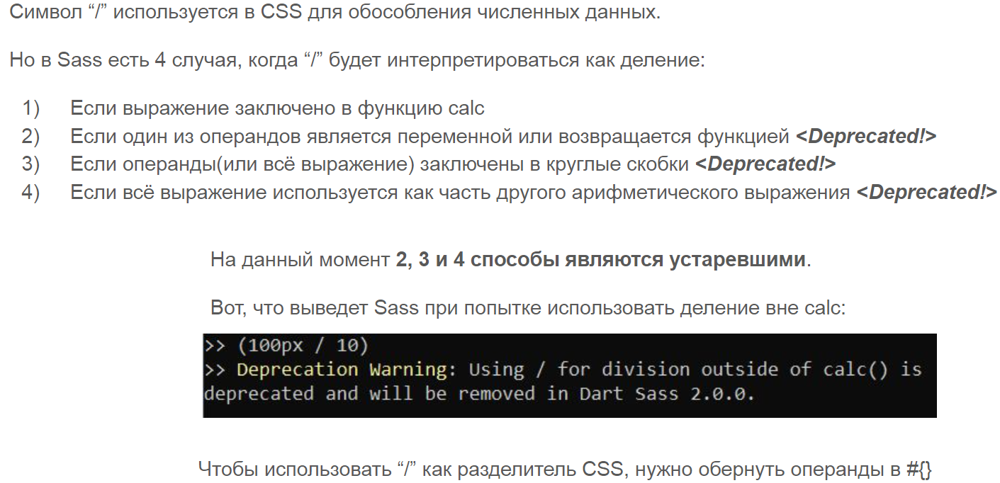 Символ “/” используется в CSS для обособления численных данных.
Но в Sass есть 4 случая, когда “/” будет интерпретироваться как деление:
1) Если выражение заключено в функцию calc
2) Если один из операндов является переменной или возвращается функцией <Deprecated!>
3) Если операнды(или всё выражение) заключены в круглые скобки <Deprecated!>
4) Если всё выражение используется как часть другого арифметического выражения <Deprecated!>
На данный момент 2, 3 и 4 способы являются устаревшими.
Вот, что выведет Sass при попытке использовать деление вне calc:
>> (100px / 10)
>> Deprecation Warning: Using / for division outside of calc() is
deprecated and will be removed in Dart Sass 2.0.0.
Чтобы использовать “/” как разделитель CSS, нужно обернуть операнды в #{}